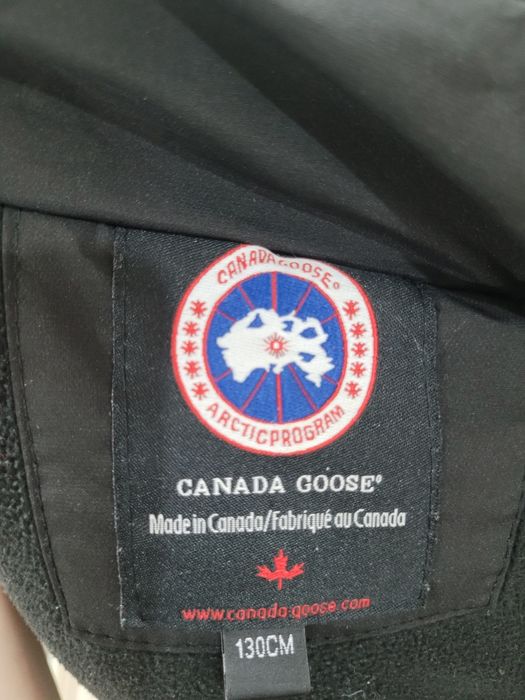 CANADA GOOSE®
ARCTIC PROGRAM
CANADA GOOSE®
Made in Canada/Fabriqué au Canada
www.canada-goose.com
130CM